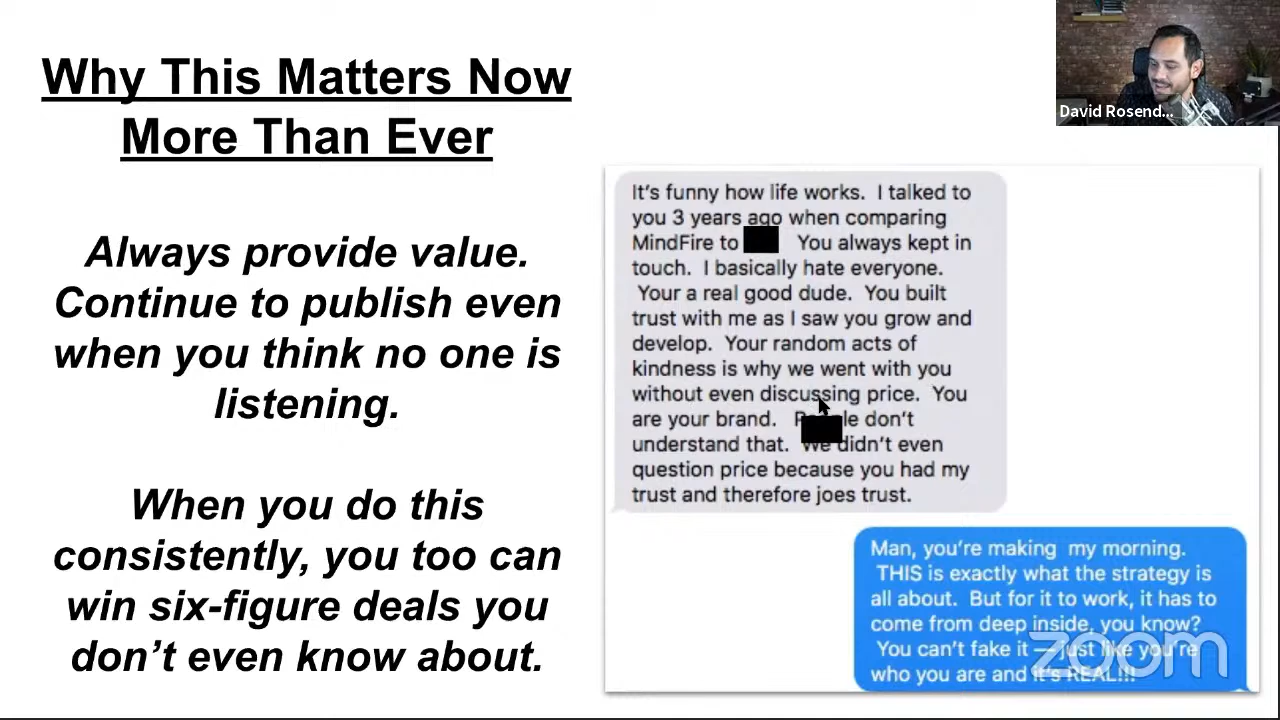 Why This Matters Now
More Than Ever
Always provide value.
Continue to publish even
when you think no one is
listening.
When you do this
consistently, you too can
win six-figure deals you
don't even know about.
David Rosend...
It's funny how life works. I talked to
you 3 years ago when comparing
MindFire to You always kept in
touch. I basically hate everyone.
Your a real good dude. You built
trust with me as I saw you grow and
develop. Your random acts of
kindness is why we went with you
without even discussing price. You
are your brand. don't
understand that. We didn't even
question price because you had my
trust and therefore joes trust.
Man, you're making my morning.
THIS is exactly what the strategy is
all about. But for it to work, it has to
come from deep inside, you know?
You can't fake it — just like you're
who you are and it's REAL!!!
zoom